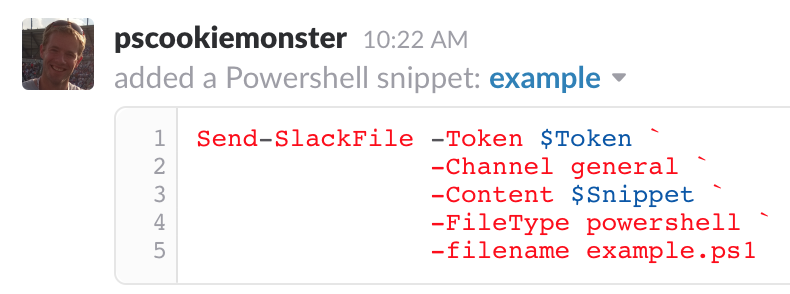 pscookiemonster 10:22 AM
added a Powershell snippet: example
1 Send-SlackFile -Token $Token `
2 -Channel general `
3 -Content $Snippet `
4 -FileType powershell `
5 -filename example.ps1